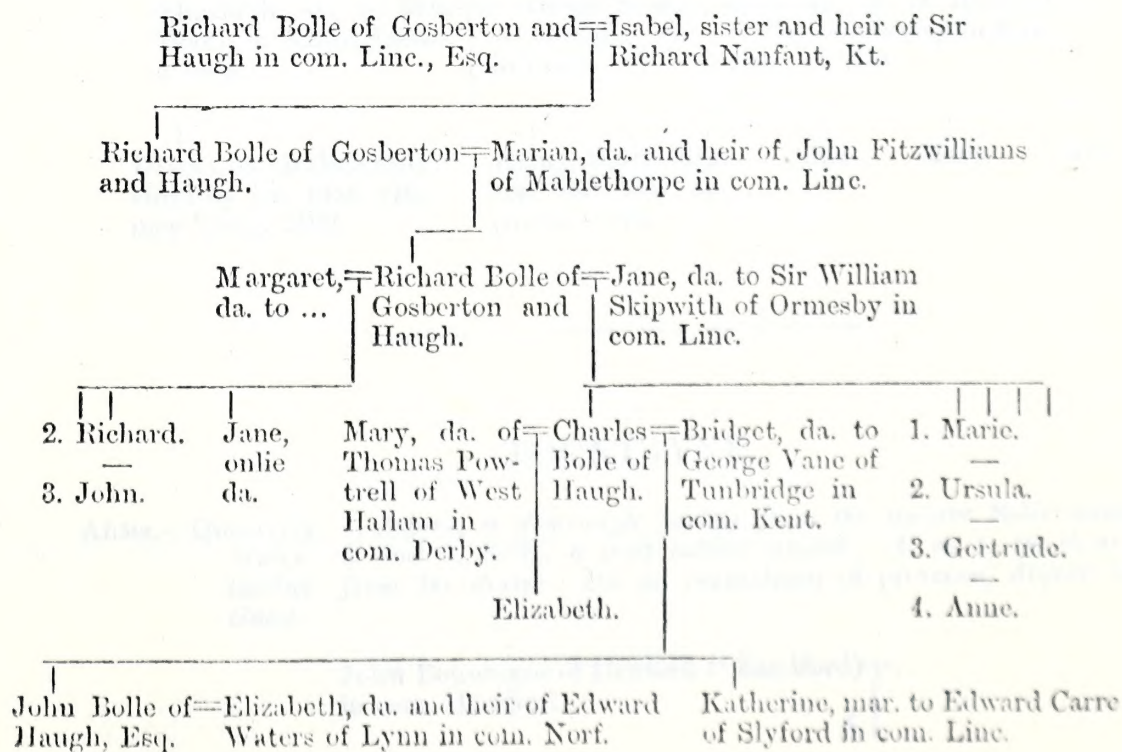 Richard Bolle of Gosberton and=Isabel, sister and heir of Sir
Haugh in com. Linc., Esq. Richard Nanfant, Kt.
Richard Bolle of Gosberton=Marian, da. and heir of John Fitzwilliams
and Haugh. of Mablethorpe in com. Linc.
Margaret,=Richard Bolle of=Jane, da. to Sir William
da. to ... Gosberton and Skipwith of Ormesby in
Haugh. com. Linc.
2. Richard. Jane, Mary, da. of=Charles=Bridget, da. to 1. Marie.
— onlie Thomas Pow- Bolle of George Vane of —
3. John. da. trell of West Haugh. Tunbridge in 2. Ursula.
Hallam in com. Kent. —
com. Derby. 3. Gertrude.
—
Elizabeth. 4. Anne.
John Bolle of=Elizabeth, da. and heir of Edward Katherine, mar. to Edward Carre
Haugh, Esq. Waters of Lynn in com. Norf. of Slyford in com. Linc.